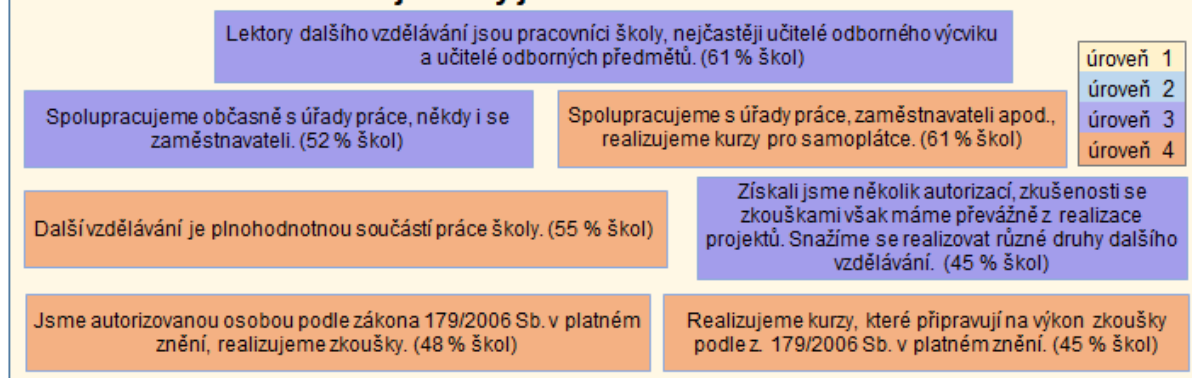 Lektory dalšího vzdělávání jsou pracovníci školy, nejčastěji učitelé odborného výcviku
a učitelé odborných předmětů. (61 % škol)
úroveň 1
úroveň 2
úroveň 3
úroveň 4
Spolupracujeme občasně s úřady práce, někdy i se
zaměstnavateli. (52 % škol)
Spolupracujeme s úřady práce, zaměstnavateli apod.,
realizujeme kurzy pro samoplátce. (61 % škol)
Další vzdělávání je plnohodnotnou součástí práce školy. (55 % škol)
Získali jsme několik autorizací, zkušenosti se
zkouškami však máme převážně z realizace
projektů. Snažíme se realizovat různé druhy dalšího
vzdělávání. (45 % škol)
Jsme autorizovanou osobou podle zákona 179/2006 Sb. v platném
znění, realizujeme zkoušky. (48 % škol)
Realizujeme kurzy, které připravují na výkon zkoušky
podle z. 179/2006 Sb. v platném znění. (45 % škol)